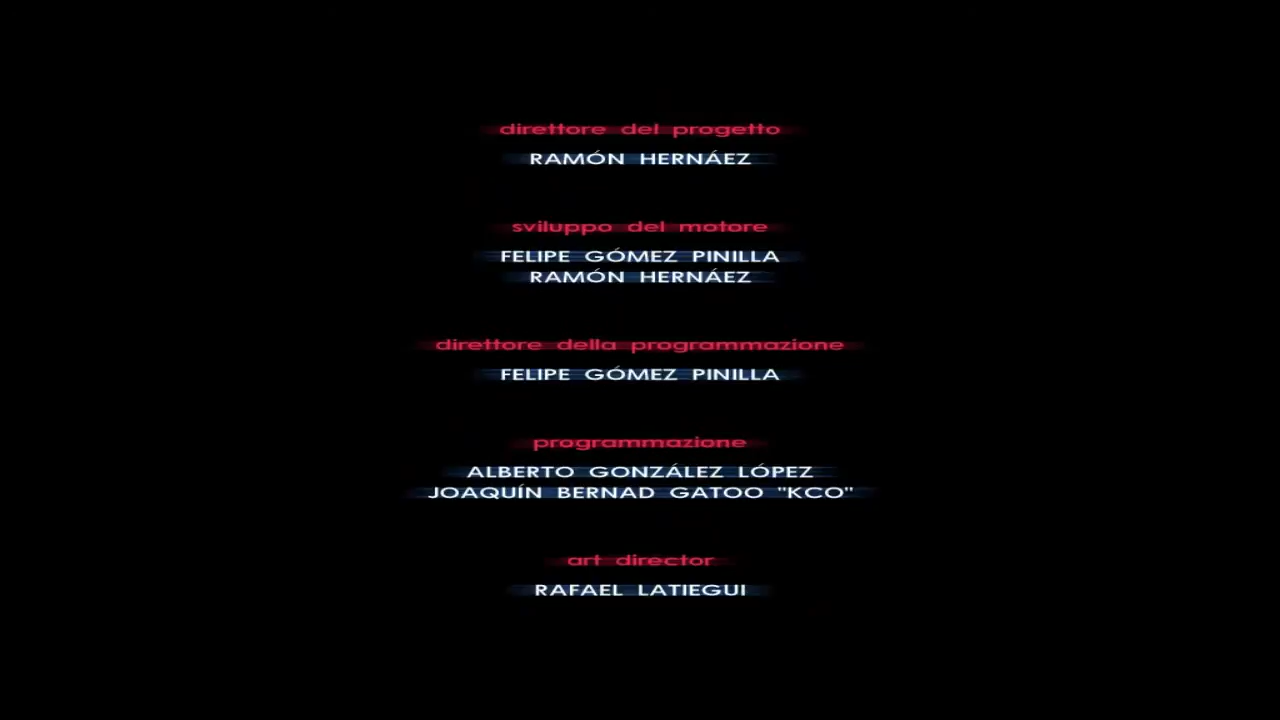 direttore del progetto
RAMÓN HERNÁEZ
sviluppo del motore
FELIPE GÓMEZ PINILLA
RAMÓN HERNÁEZ
direttore della programmazione
FELIPE GÓMEZ PINILLA
programmazione
ALBERTO GONZÁLEZ LÓPEZ
JOAQUÍN BERNAD GATOO "KCO"
art director
RAFAEL LATIEGUI